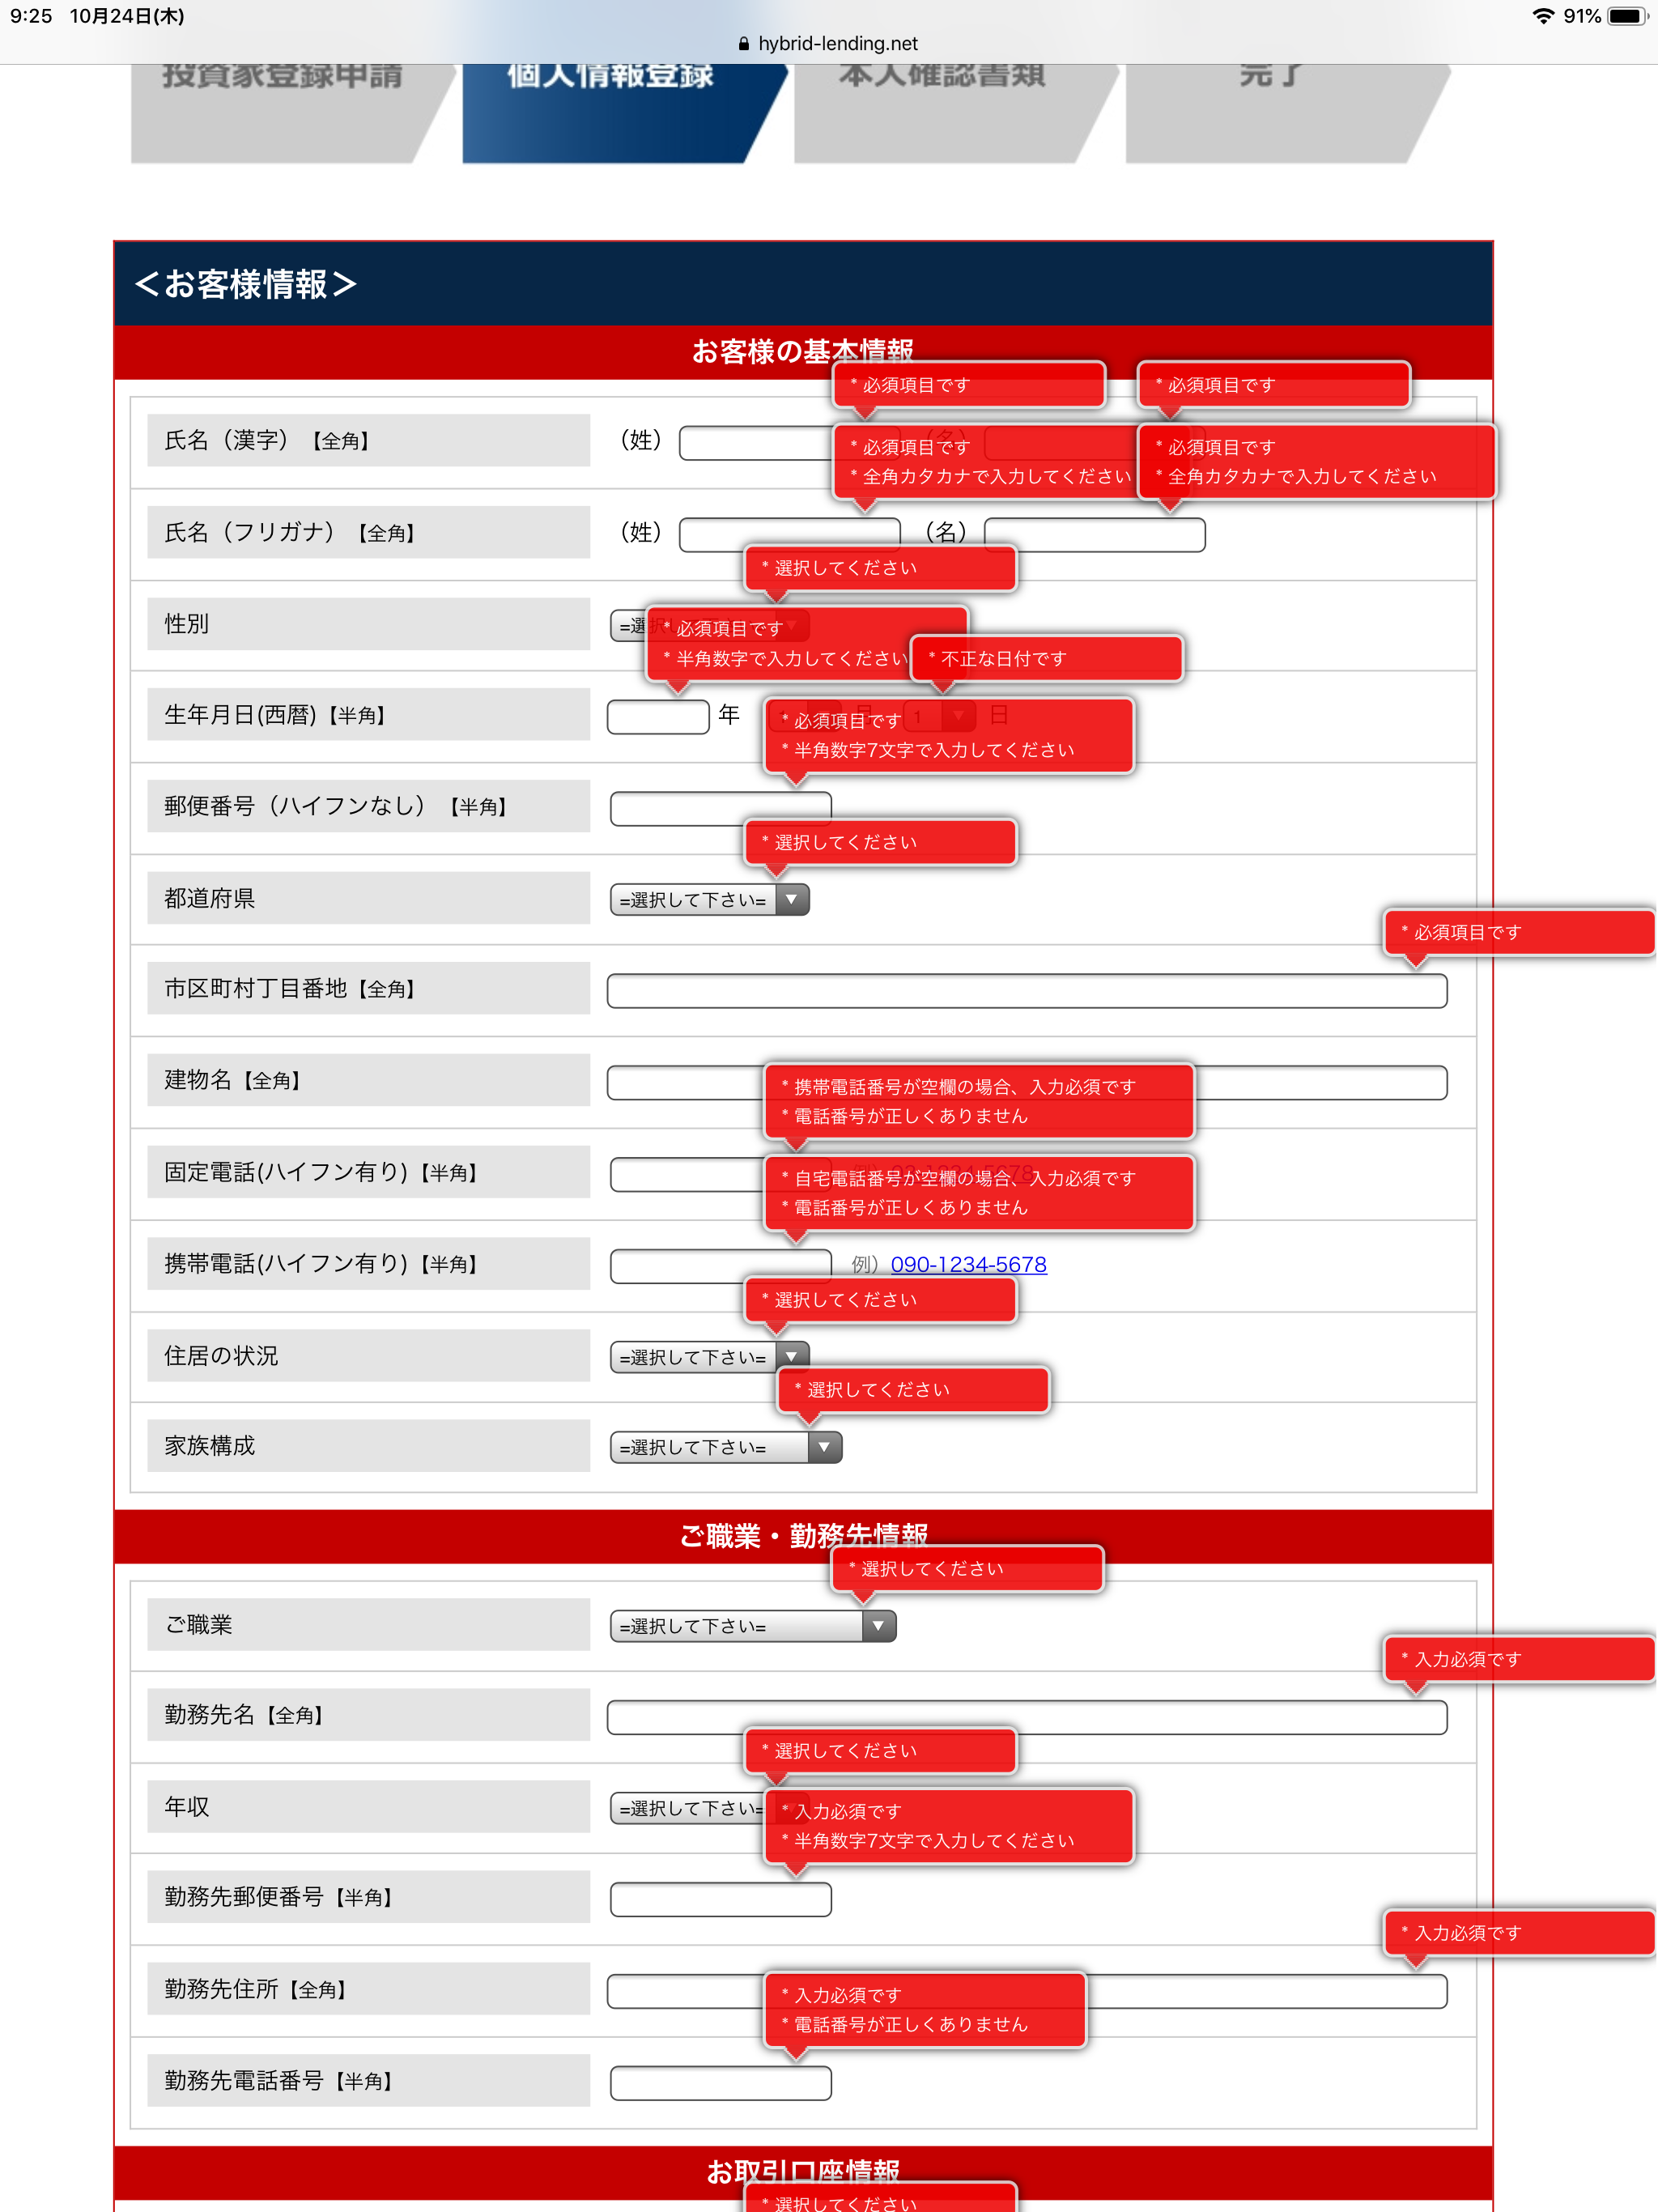 9:25 10月24日(木)
91%
hybrid-lending.net
投資家登録申請
個人情報登録
本人確認書類
完了
＜お客様情報＞
お客様の基本情報
* 必須項目です
* 必須項目です
氏名（漢字）【全角】
（姓）
（名）
* 必須項目です
* 全角カタカナで入力してください
* 必須項目です
* 全角カタカナで入力してください
氏名（フリガナ）【全角】
（姓）
（名）
* 選択してください
性別
=選
* 必須項目です
* 半角数字で入力してください
* 不正な日付です
生年月日(西暦)【半角】
年
1
月
1
日
* 必須項目です
* 半角数字7文字で入力してください
郵便番号（ハイフンなし）【半角】
* 選択してください
都道府県
=選択して下さい=
* 必須項目です
市区町村丁目番地【全角】
建物名【全角】
* 携帯電話番号が空欄の場合、入力必須です
* 電話番号が正しくありません
固定電話(ハイフン有り)【半角】
例）03-1234-5678
* 自宅電話番号が空欄の場合、入力必須です
* 電話番号が正しくありません
携帯電話(ハイフン有り)【半角】
例）090-1234-5678
* 選択してください
住居の状況
=選択して下さい=
* 選択してください
家族構成
=選択して下さい=
ご職業・勤務先情報
* 選択してください
ご職業
=選択して下さい=
* 入力必須です
勤務先名【全角】
* 選択してください
年収
=選択して下さい=
* 入力必須です
* 半角数字7文字で入力してください
勤務先郵便番号【半角】
* 入力必須です
勤務先住所【全角】
* 入力必須です
* 電話番号が正しくありません
勤務先電話番号【半角】
お取引口座情報
* 選択してください